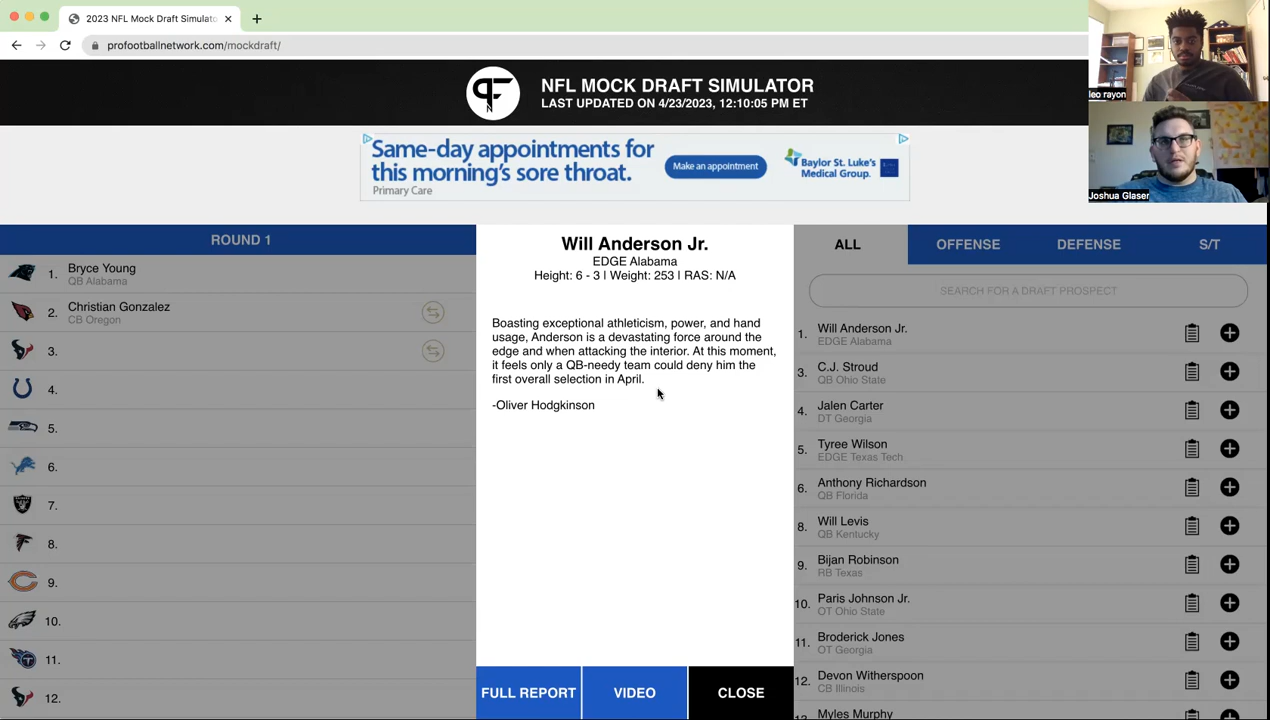 2023 NFL Mock Draft Simulato
profootballnetwork.com/mockdraft/
PF
N
NFL MOCK DRAFT SIMULATOR
LAST UPDATED ON 4/23/2023, 12:10:05 PM ET
Same-day appointments for
this morning's sore throat.
Primary Care
Make an appointment
Baylor St. Luke's
Medical Group.
leo rayon
Joshua Glaser
ROUND 1
1. Bryce Young
QB Alabama
2. Christian Gonzalez
CB Oregon
3.
4.
5.
6.
7.
8.
9.
10.
11.
12.
Will Anderson Jr.
EDGE Alabama
Height: 6 - 3 | Weight: 253 | RAS: N/A
Boasting exceptional athleticism, power, and hand
usage, Anderson is a devastating force around the
edge and when attacking the interior. At this moment,
it feels only a QB-needy team could deny him the
first overall selection in April.
-Oliver Hodgkinson
FULL REPORT
VIDEO
CLOSE
ALL
OFFENSE
DEFENSE
S/T
SEARCH FOR A DRAFT PROSPECT
1. Will Anderson Jr.
EDGE Alabama
3. C.J. Stroud
QB Ohio State
4. Jalen Carter
DT Georgia
5. Tyree Wilson
EDGE Texas Tech
6. Anthony Richardson
QB Florida
8. Will Levis
QB Kentucky
9. Bijan Robinson
RB Texas
10. Paris Johnson Jr.
OT Ohio State
11. Broderick Jones
OT Georgia
12. Devon Witherspoon
CB Illinois
13. Myles Murphy